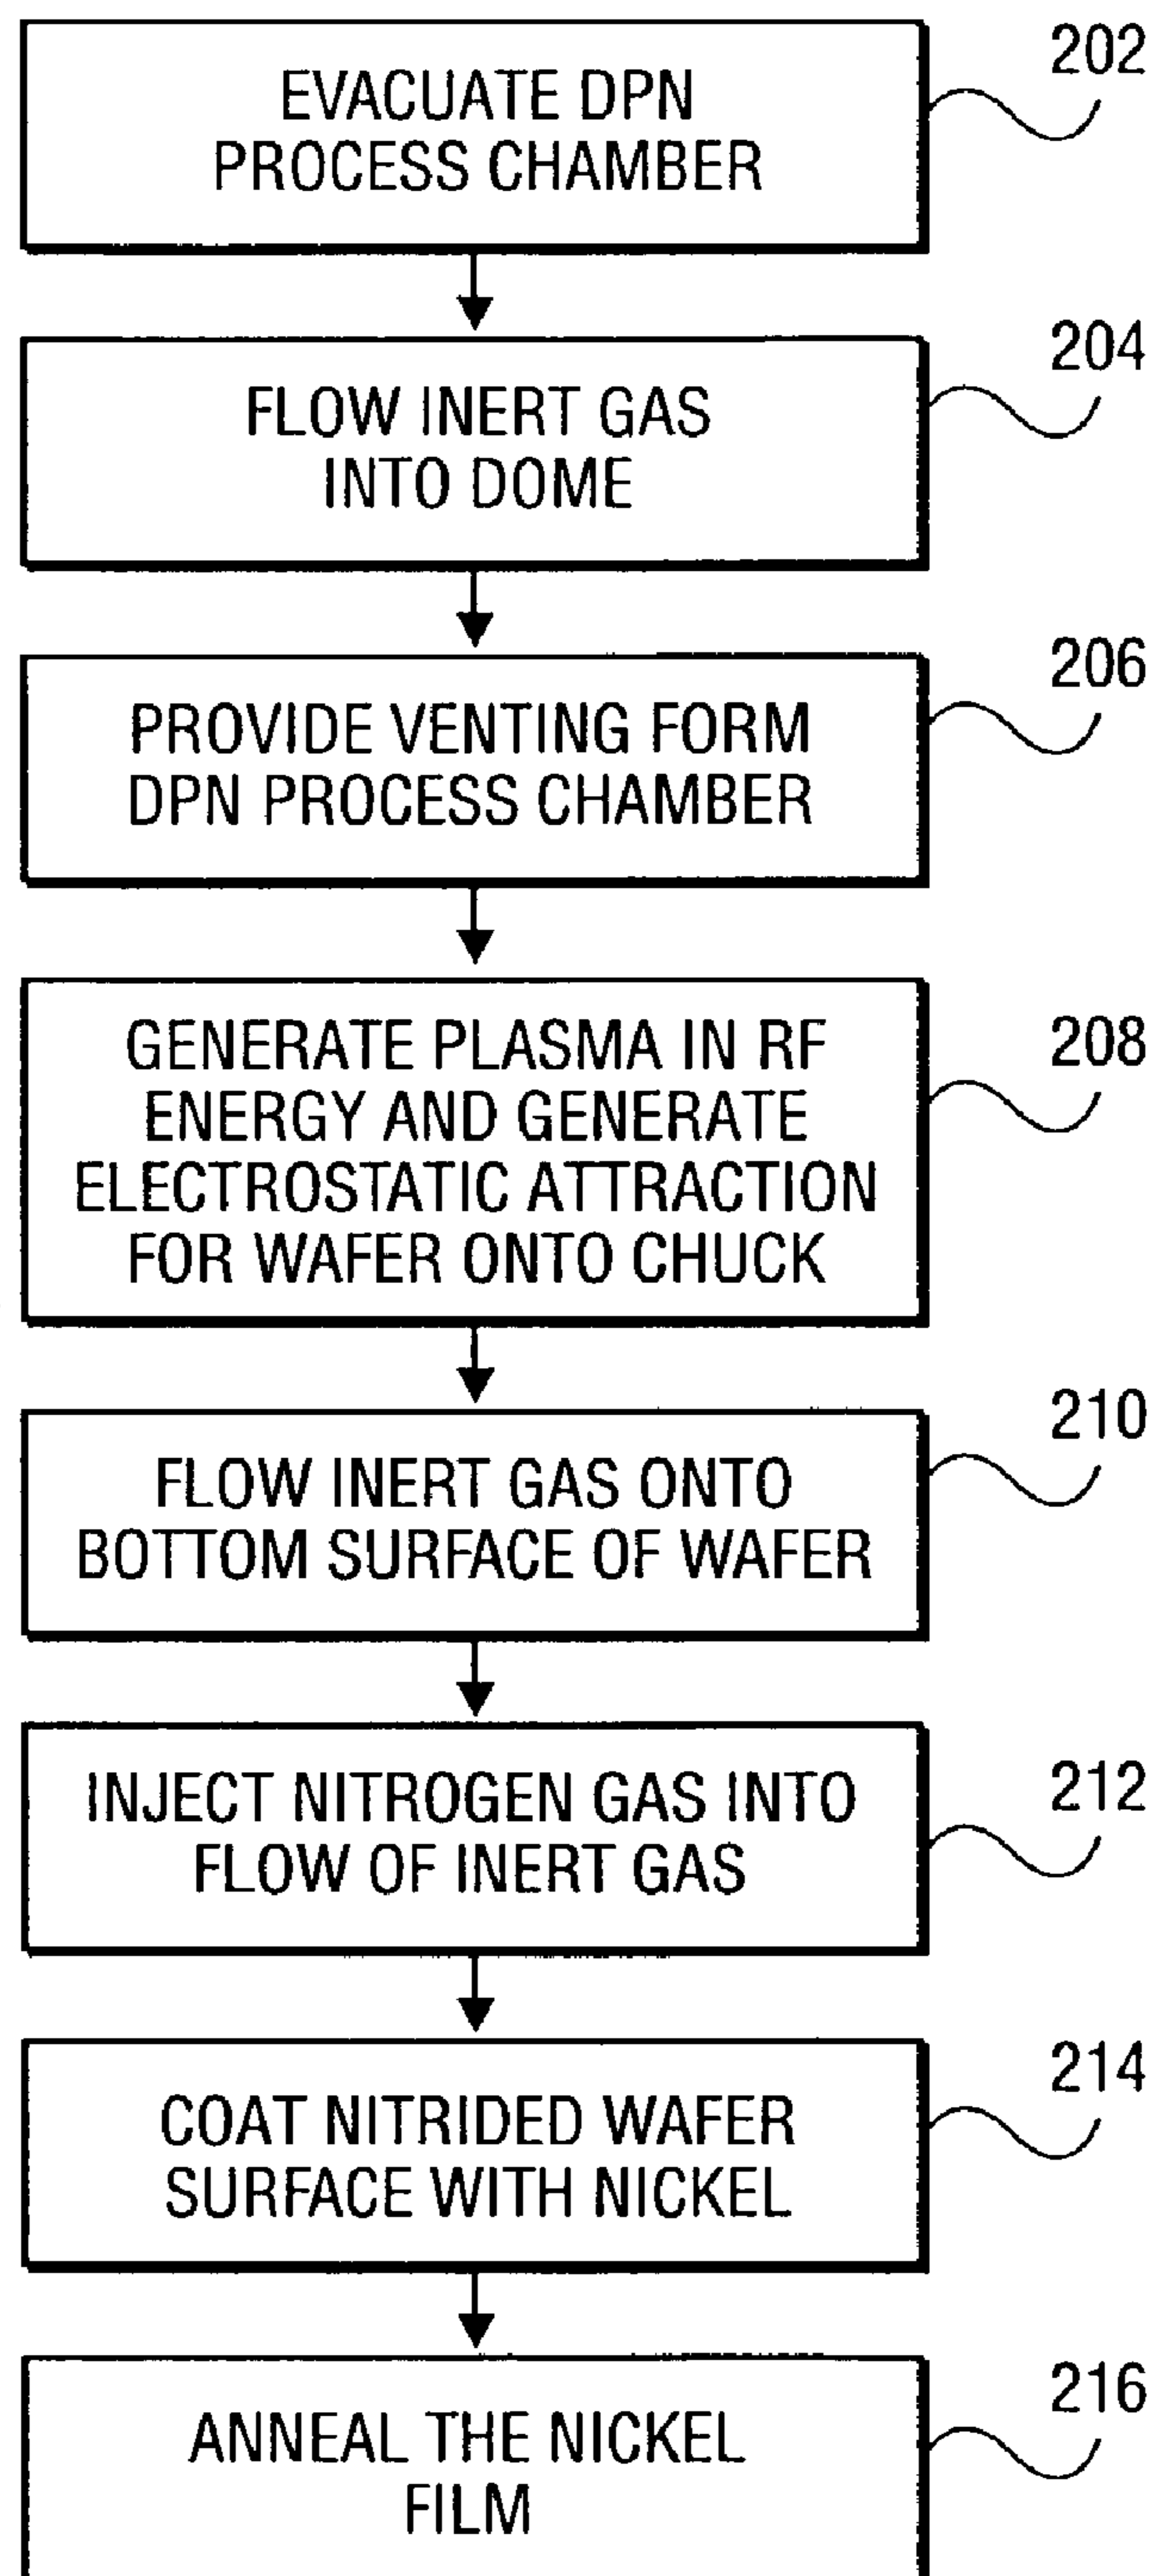 EVACUATE DPN
PROCESS CHAMBER
202
FLOW INERT GAS
INTO DOME
204
PROVIDE VENTING FORM
DPN PROCESS CHAMBER
206
GENERATE PLASMA IN RF
ENERGY AND GENERATE
ELECTROSTATIC ATTRACTION
FOR WAFER ONTO CHUCK
208
FLOW INERT GAS ONTO
BOTTOM SURFACE OF WAFER
210
INJECT NITROGEN GAS INTO
FLOW OF INERT GAS
212
COAT NITRIDED WAFER
SURFACE WITH NICKEL
214
ANNEAL THE NICKEL
FILM
216